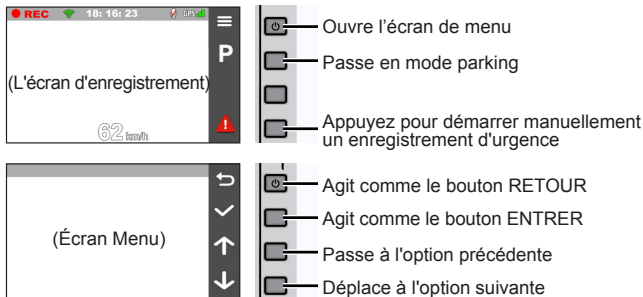 REC 18: 16: 23 GPS
P
(L'écran d'enregistrement)
62 km/h
Ouvre l’écran de menu
Passe en mode parking
Appuyez pour démarrer manuellement
un enregistrement d'urgence
(Écran Menu)
Agit comme le bouton RETOUR
Agit comme le bouton ENTRER
Passe à l'option précédente
Déplace à l'option suivante